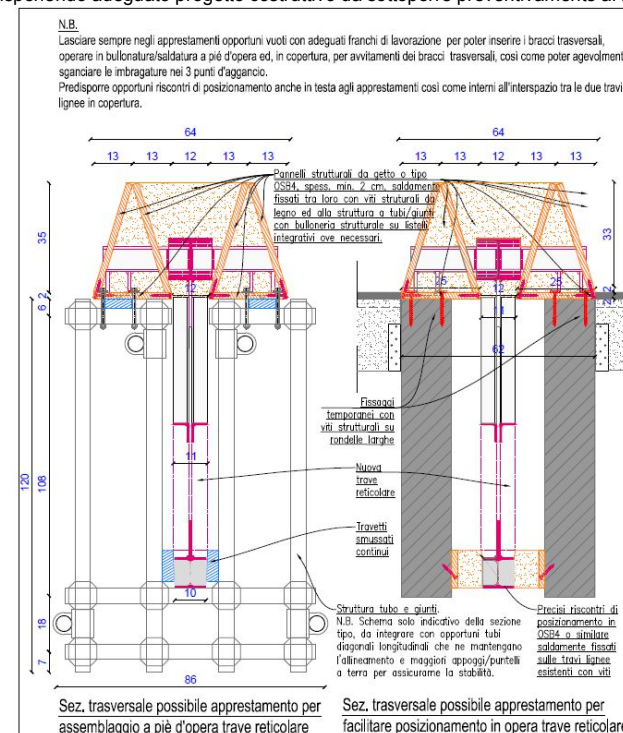 N.B.
Lasciare sempre negli apprestamenti opportuni vuoti con adeguati franchi di lavorazione per poter inserire i bracci trasversali,
operare in bullonatura/saldatura a pié d'opera ed, in copertura, per avvitamenti dei bracci trasversali, così come poter agevolment
sganciare le imbragature nei 3 punti d'aggancio.
Predisporre opportuni riscontri di posizionamento anche in testa agli apprestamenti così come interni all'interspazio tra le due travi
lignee in copertura.
64
64
13 13 12 13 13
13 13 12 13 13
Pannelli strutturali da getto o tipo
OSB4, spess. min. 2 cm, saldamente
fissati tra loro con viti struturali da
legno ed alla struttura a tubi/giunti
con bulloneria strutturale su listelli
integrativi ove necessari.
35
33
12
25 12 25
2
6
2 2
11
62
Fissaggi
temporanei con
viti strutturali su
rondelle larghe
120
108
11
Nuova
trave
reticolare
Travetti
smussati
continui
10
18
7
86
Struttura tubo e giunti.
N.B. Schema solo indicativo della sezione
tipo, da integrare con opportuni tubi
diagonali longitudinali che ne mantengano
l'allineamento e maggiori appoggi/puntelli
a terra per assicurarne la stabilità.
Precisi riscontri di
posizionamento in
OSB4 o similare
saldamente fissati
sulle travi lignee
esistenti con viti
Sez. trasversale possibile apprestamento per
assemblaggio a piè d'opera trave reticolare
Sez. trasversale possibile apprestamento per
facilitare posizionamento in opera trave reticolare